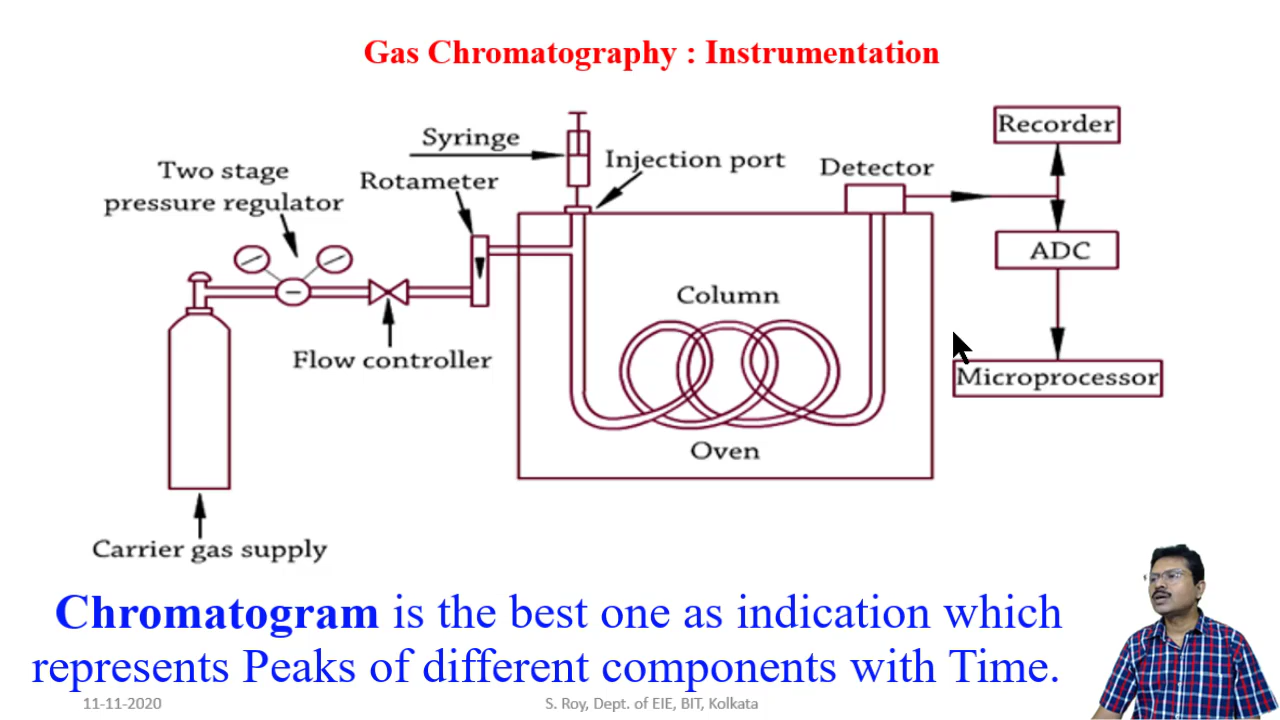 Gas Chromatography : Instrumentation
Syringe
Injection port
Recorder
Two stage
pressure regulator
Rotameter
Detector
ADC
Column
Flow controller
Microprocessor
Oven
Carrier gas supply
Chromatogram is the best one as indication which
represents Peaks of different components with Time.
11-11-2020
S. Roy, Dept. of EIE, BIT, Kolkata